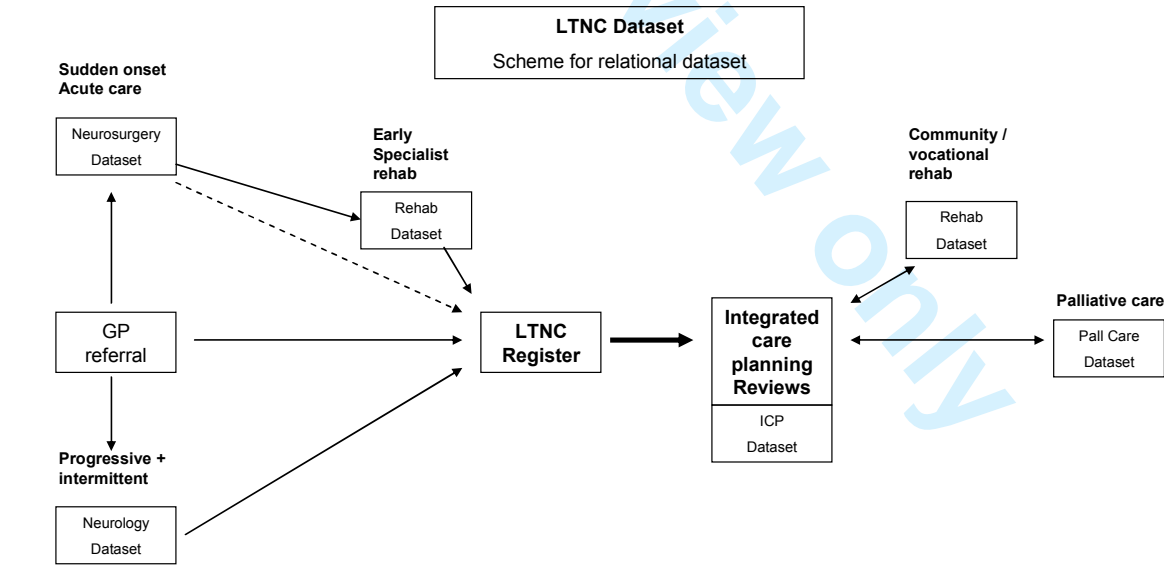 LTNC Dataset
Scheme for relational dataset
Sudden onset
Acute care
Neurosurgery
Dataset
Early
Specialist
rehab
Rehab
Dataset
Community /
vocational
rehab
Rehab
Dataset
GP
referral
LTNC
Register
Integrated
care
planning
Reviews
ICP
Dataset
Palliative care
Pall Care
Dataset
Progressive +
intermittent
Neurology
Dataset
view only